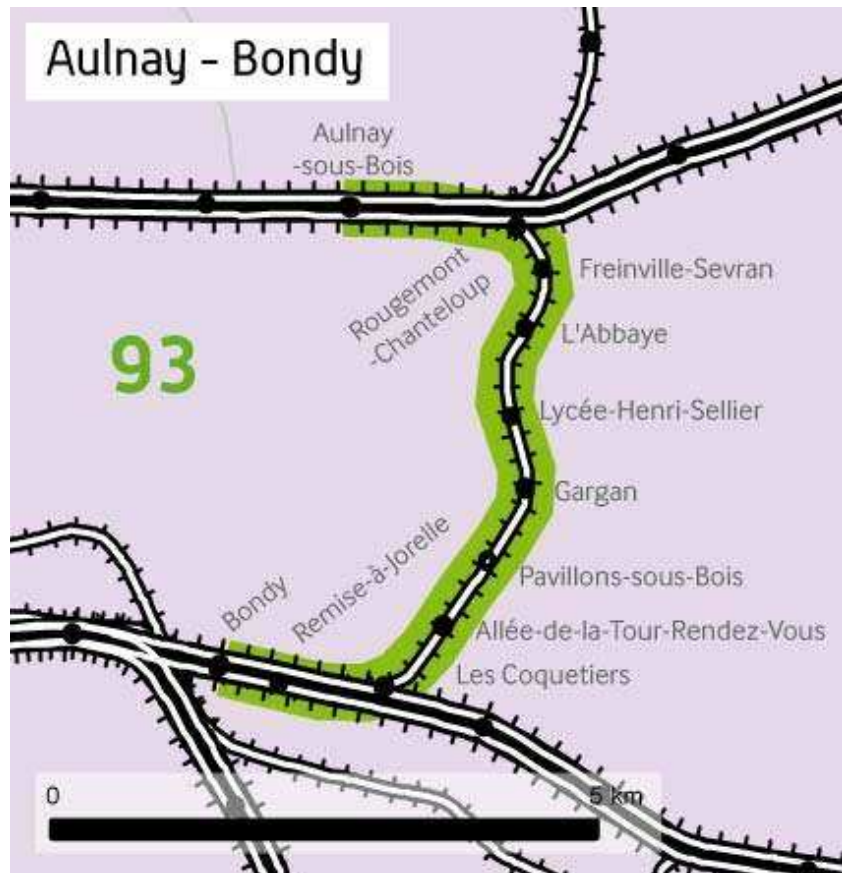 Aulnay - Bondy
Aulnay
-sous-Bois
Rougemont
-Chanteloup
Freinville-Sevran
L'Abbaye
93
Lycée-Henri-Sellier
Gargan
Pavillons-sous-Bois
Bondy
Remise-à-Jorelle
Allée-de-la-Tour-Rendez-Vous
Les Coquetiers
0
5 km